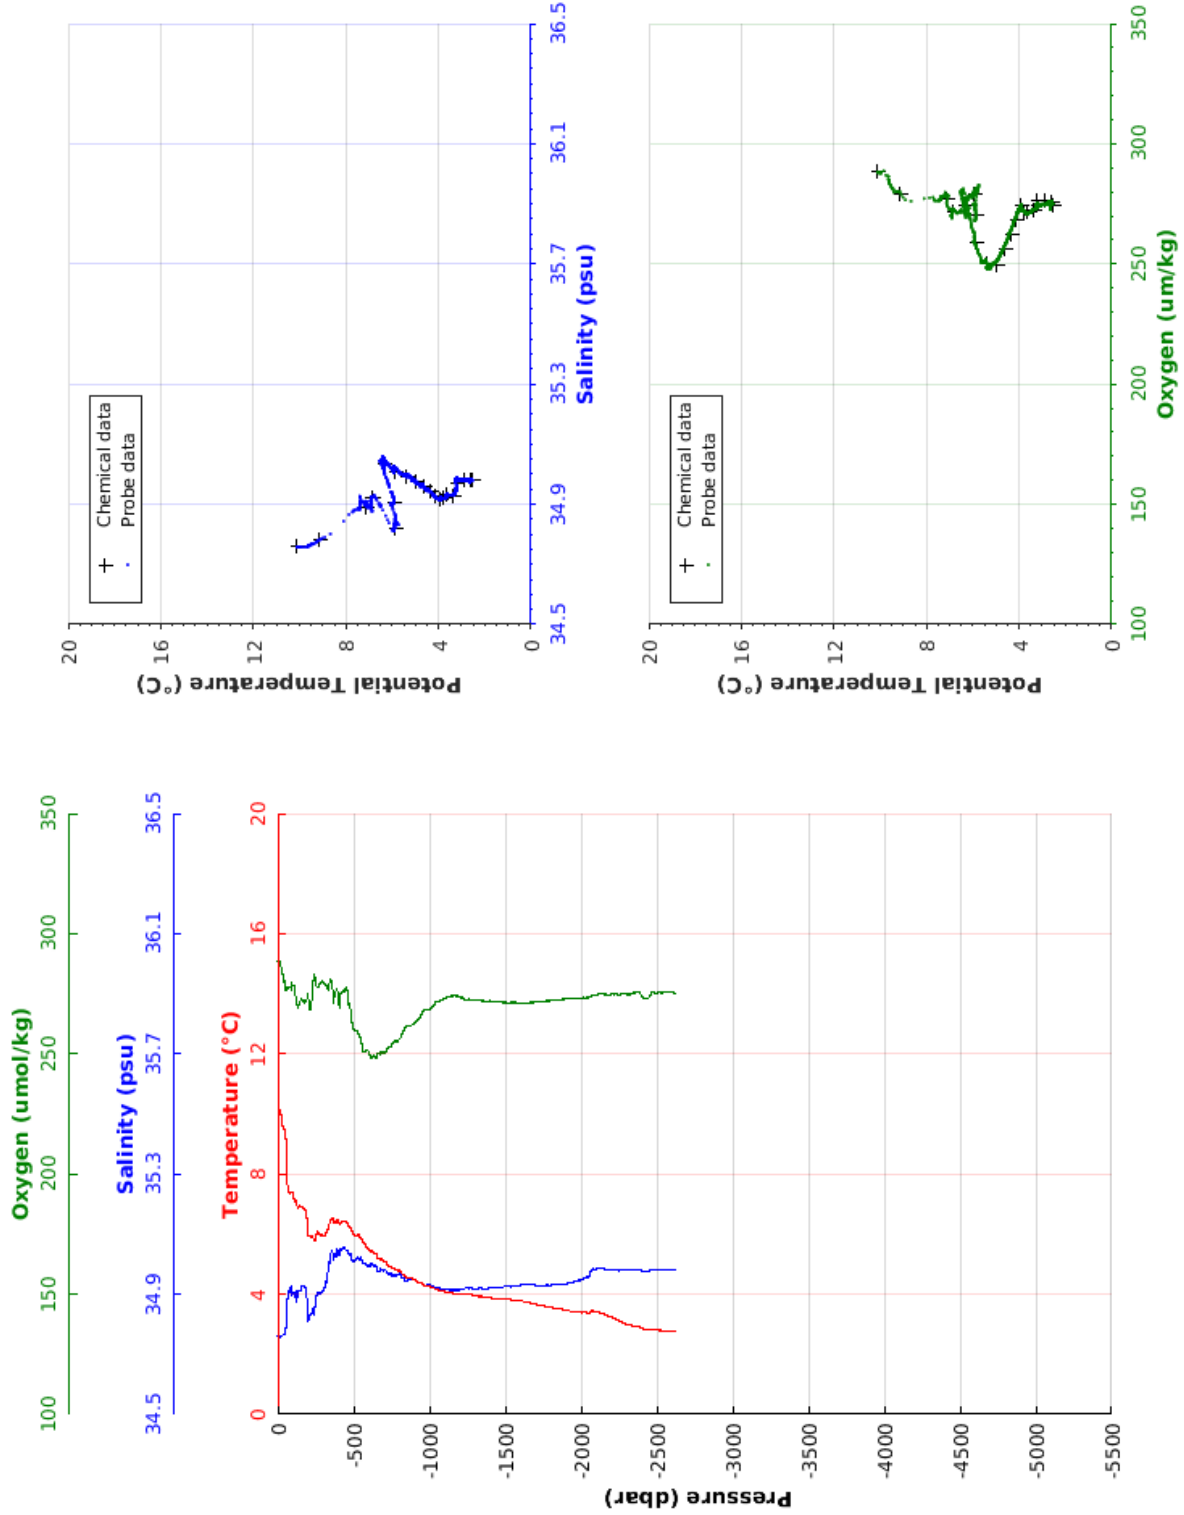 Oxygen (umol/kg)
100 150 200 250 300 350
Salinity (psu)
34.5 34.9 35.3 35.7 36.1 36.5
Temperature (°C)
0 4 8 12 16 20
Pressure (dbar)
0
-500
-1000
-1500
-2000
-2500
-3000
-3500
-4000
-4500
-5000
-5500
Potential Temperature (°C)
20
16
12
8
4
0
Chemical data
Probe data
34.5 34.9 35.3 35.7 36.1 36.5
Salinity (psu)
Potential Temperature (°C)
20
16
12
8
4
0
Chemical data
Probe data
100 150 200 250 300 350
Oxygen (um/kg)